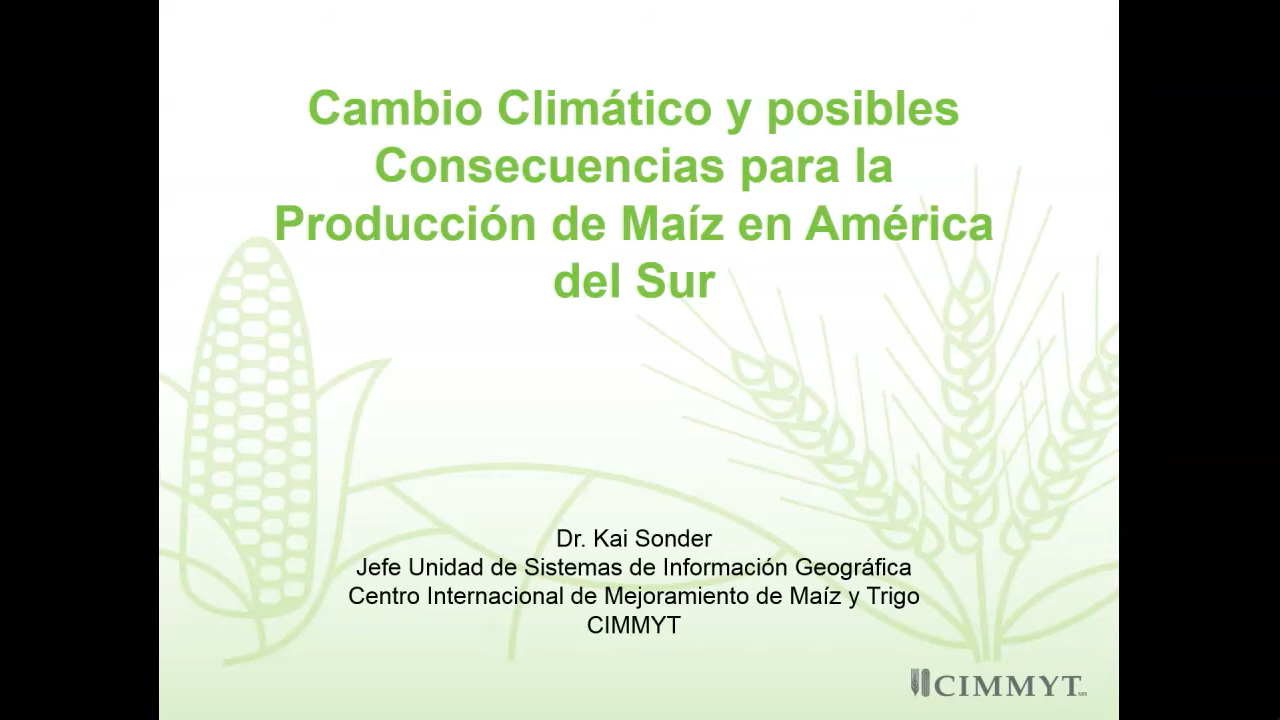 Cambio Climático y posibles
Consecuencias para la
Producción de Maíz en América
del Sur
Dr. Kai Sonder
Jefe Unidad de Sistemas de Información Geográfica
Centro Internacional de Mejoramiento de Maíz y Trigo
CIMMYT
CIMMYT